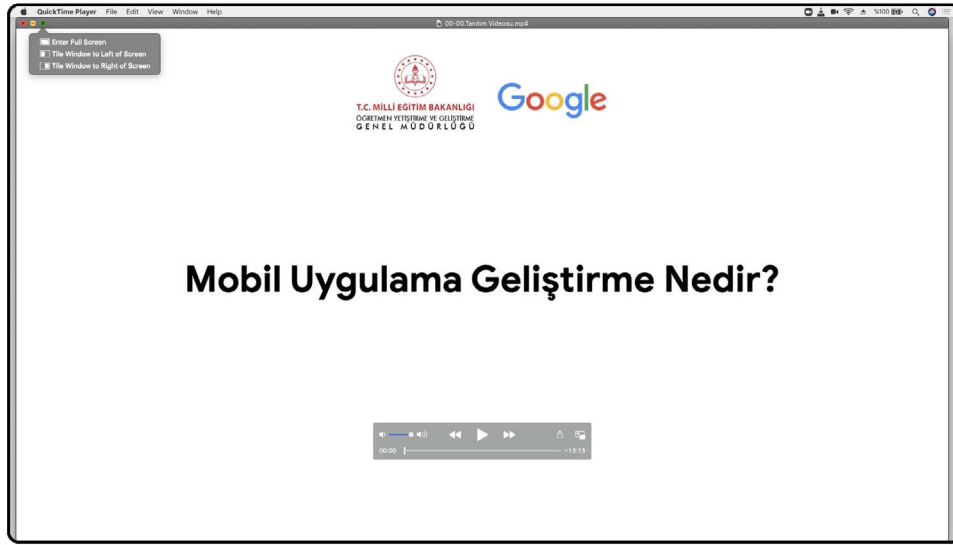 QuickTime Player File Edit View Window Help %100
00-00.Tanıtım Videosu.mp4
Enter Full Screen
Tile Window to Left of Screen
Tile Window to Right of Screen
T.C. MİLLÎ EĞİTİM BAKANLIĞI
ÖĞRETMEN YETİŞTİRME VE GELİŞTİRME
GENEL MÜDÜRLÜĞÜ
Google
Mobil Uygulama Geliştirme Nedir?
00:00 -13:13